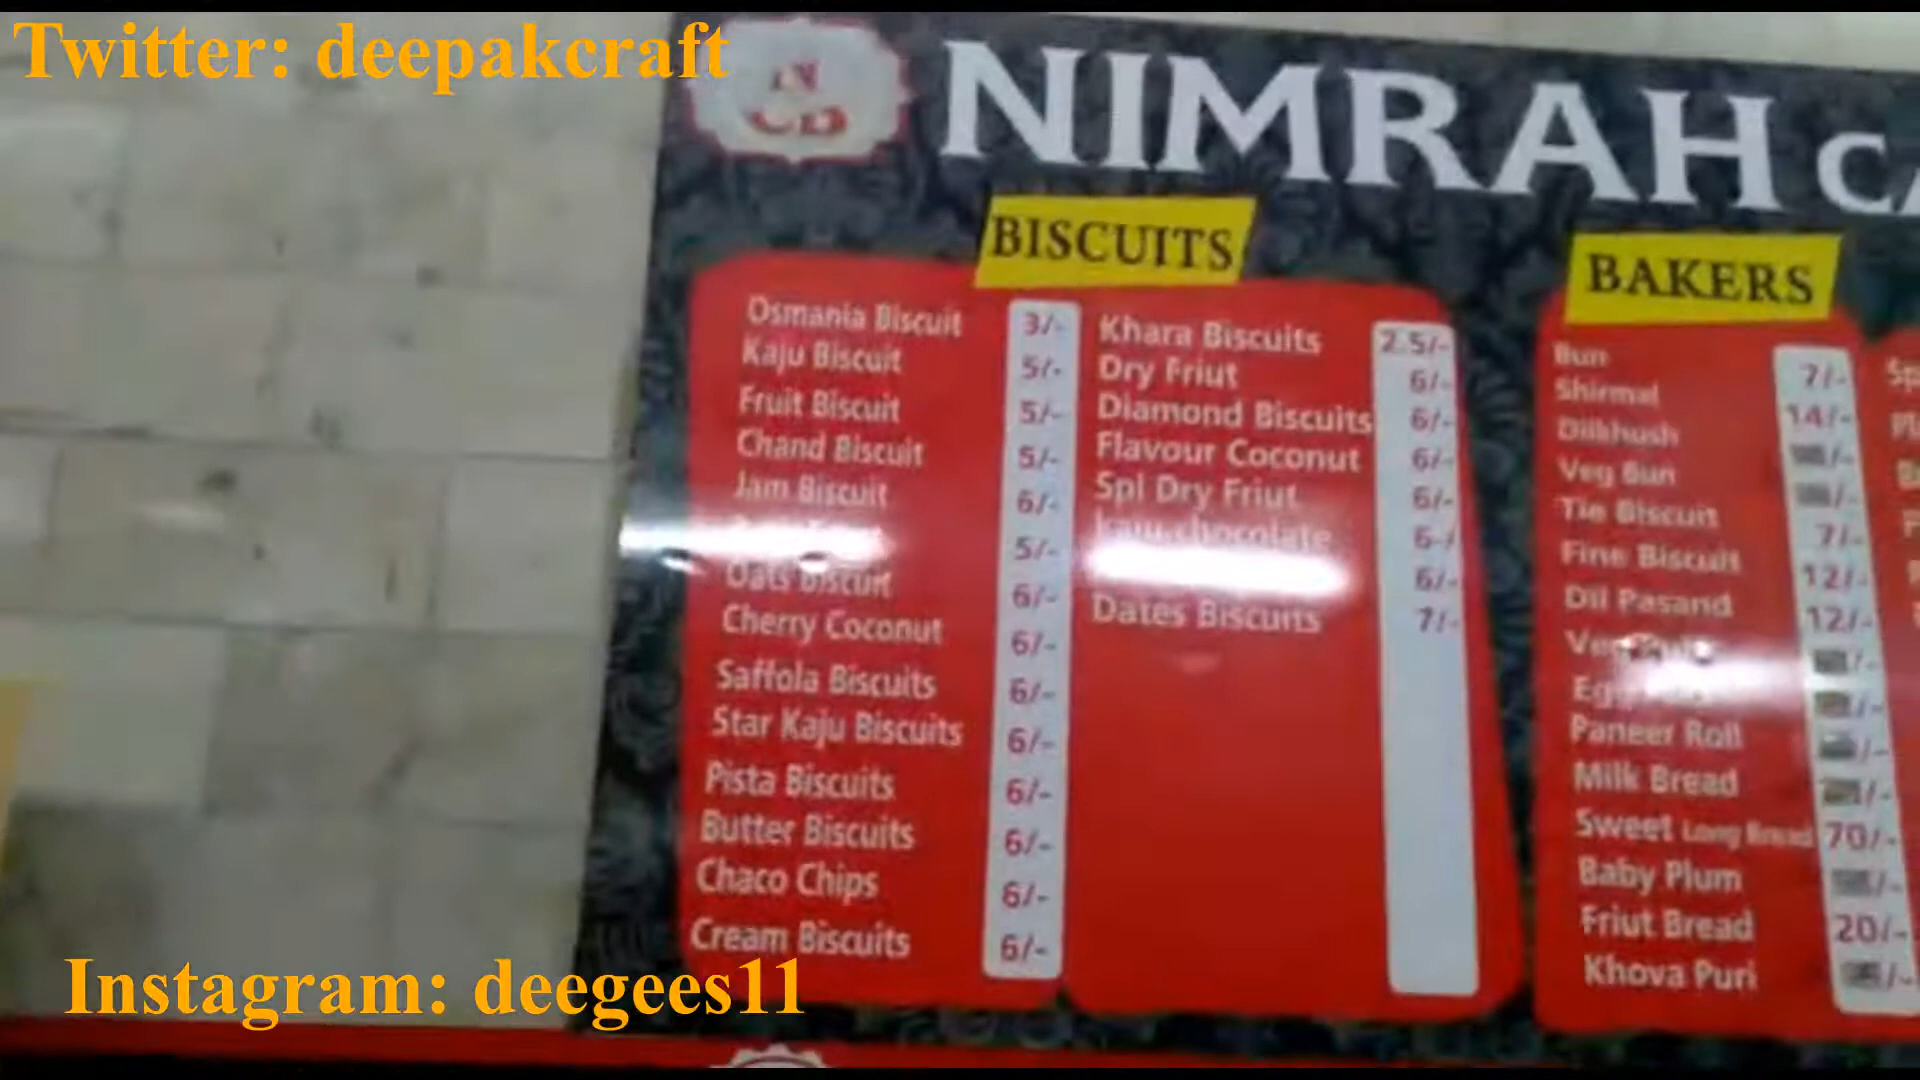 Twitter: deepakcraft
NCB
NIMRAH
BISCUITS
Osmania Biscuit 3/-
Kaju Biscuit 5/-
Fruit Biscuit 5/-
Chand Biscuit 5/-
Jam Biscuit 6/-
5/-
Oats Biscuit 6/-
Cherry Coconut 6/-
Saffola Biscuits 6/-
Star Kaju Biscuits 6/-
Pista Biscuits 6/-
Butter Biscuits 6/-
Chaco Chips 6/-
Cream Biscuits 6/-
Khara Biscuits 2.5/-
Dry Friut 6/-
Diamond Biscuits 6/-
Flavour Coconut 6/-
Spl Dry Friut 6/-
kaju chocolate 6-/
6/-
Dates Biscuits 7/-
BAKERS
Bun 7/-
Shirmal 14/-
Dilkhush
Veg Bun
Tie Biscuit 7/-
Fine Biscuit 12/-
Dil Pasand 12/-
Veg
Egg
Paneer Roll
Milk Bread
Sweet Long Bread 70/-
Baby Plum
Friut Bread 20/-
Khova Puri
Instagram: deegees11